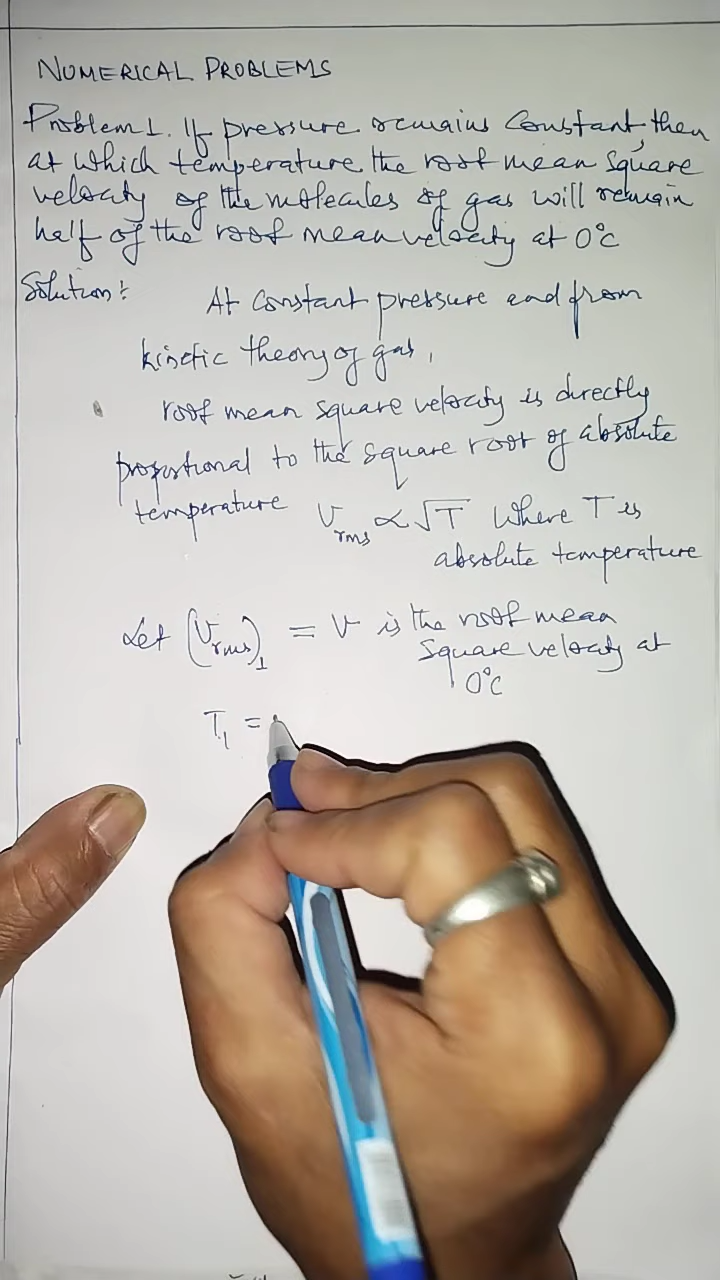 NUMERICAL PROBLEMS
Problem 1. If pressure remains constant, then
at which temperature the root mean square
velocity of the molecules of gas will remain
half of the root mean velocity at 0°C
Solution: At constant pressure and from
kinetic theory of gas,
root mean square velocity is directly
proportional to the square root of absolute
temperature V_rms ∝ √T Where T is
absolute temperature
Let (V_rms)_1 = V is the root mean
square velocity at
0°C
T_1 =